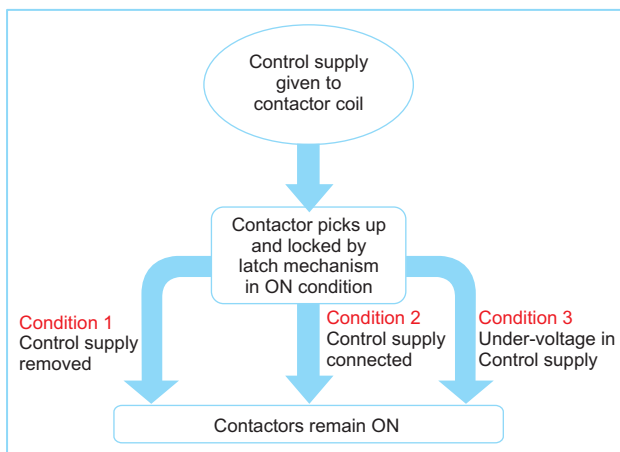 Control supply
given to
contactor coil
Contactor picks up
and locked by
latch mechanism
in ON condition
Condition 1
Control supply
removed
Condition 2
Control supply
connected
Condition 3
Under-voltage in
Control supply
Contactors remain ON